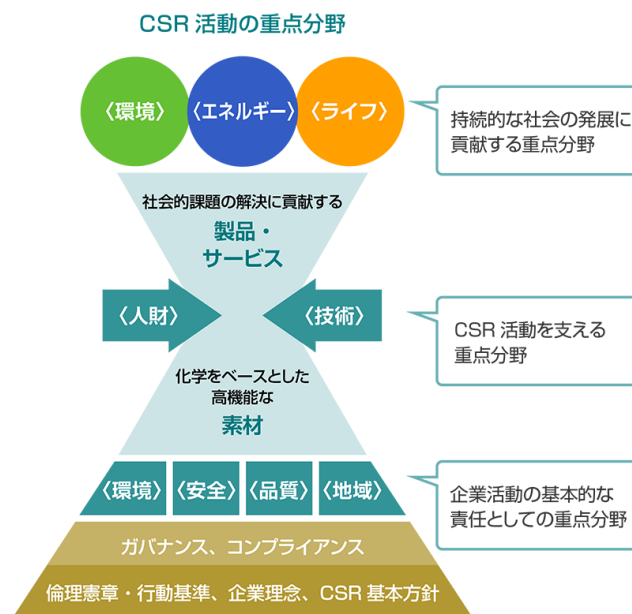 CSR 活動の重点分野
〈環境〉
〈エネルギー〉
〈ライフ〉
持続的な社会の発展に
貢献する重点分野
社会的課題の解決に貢献する
製品・
サービス
〈人財〉
〈技術〉
CSR 活動を支える
重点分野
化学をベースとした
高機能な
素材
〈環境〉
〈安全〉
〈品質〉
〈地域〉
企業活動の基本的な
責任としての重点分野
ガバナンス、コンプライアンス
倫理憲章・行動基準、企業理念、CSR 基本方針